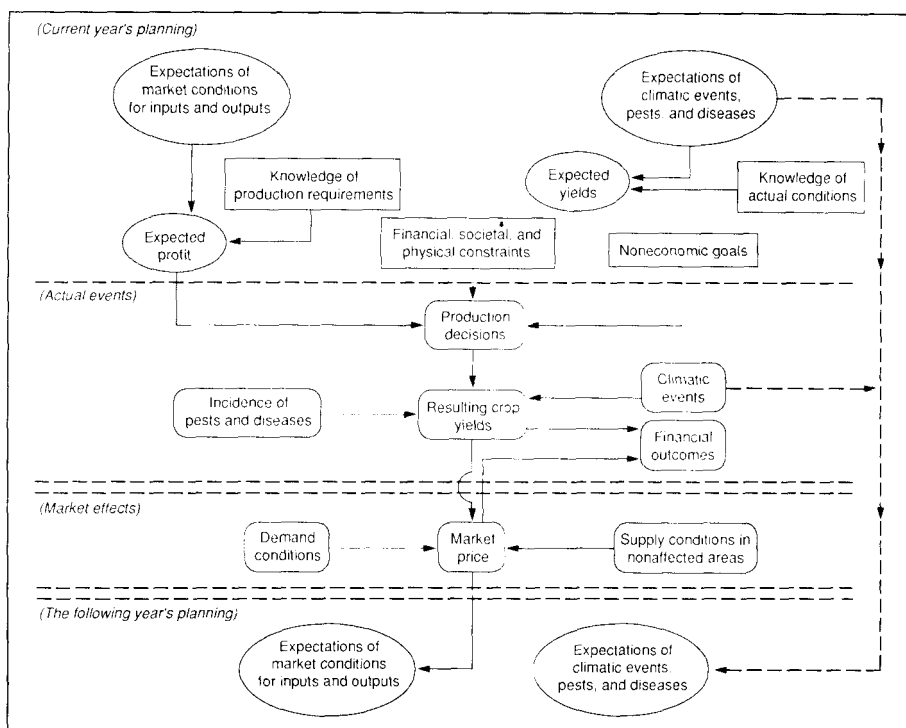 (Current year's planning)
Expectations of
market conditions
for inputs and outputs
Expectations of
climatic events,
pests, and diseases
Knowledge of
production requirements
Expected
yields
Knowledge of
actual conditions
Expected
profit
Financial, societal, and
physical constraints
Noneconomic goals
(Actual events)
Production
decisions
Climatic
events
Incidence of
pests and diseases
Resulting crop
yields
Financial
outcomes
(Market effects)
Demand
conditions
Market
price
Supply conditions in
nonaffected areas
(The following year's planning)
Expectations of
market conditions
for inputs and outputs
Expectations of
climatic events
pests, and diseases